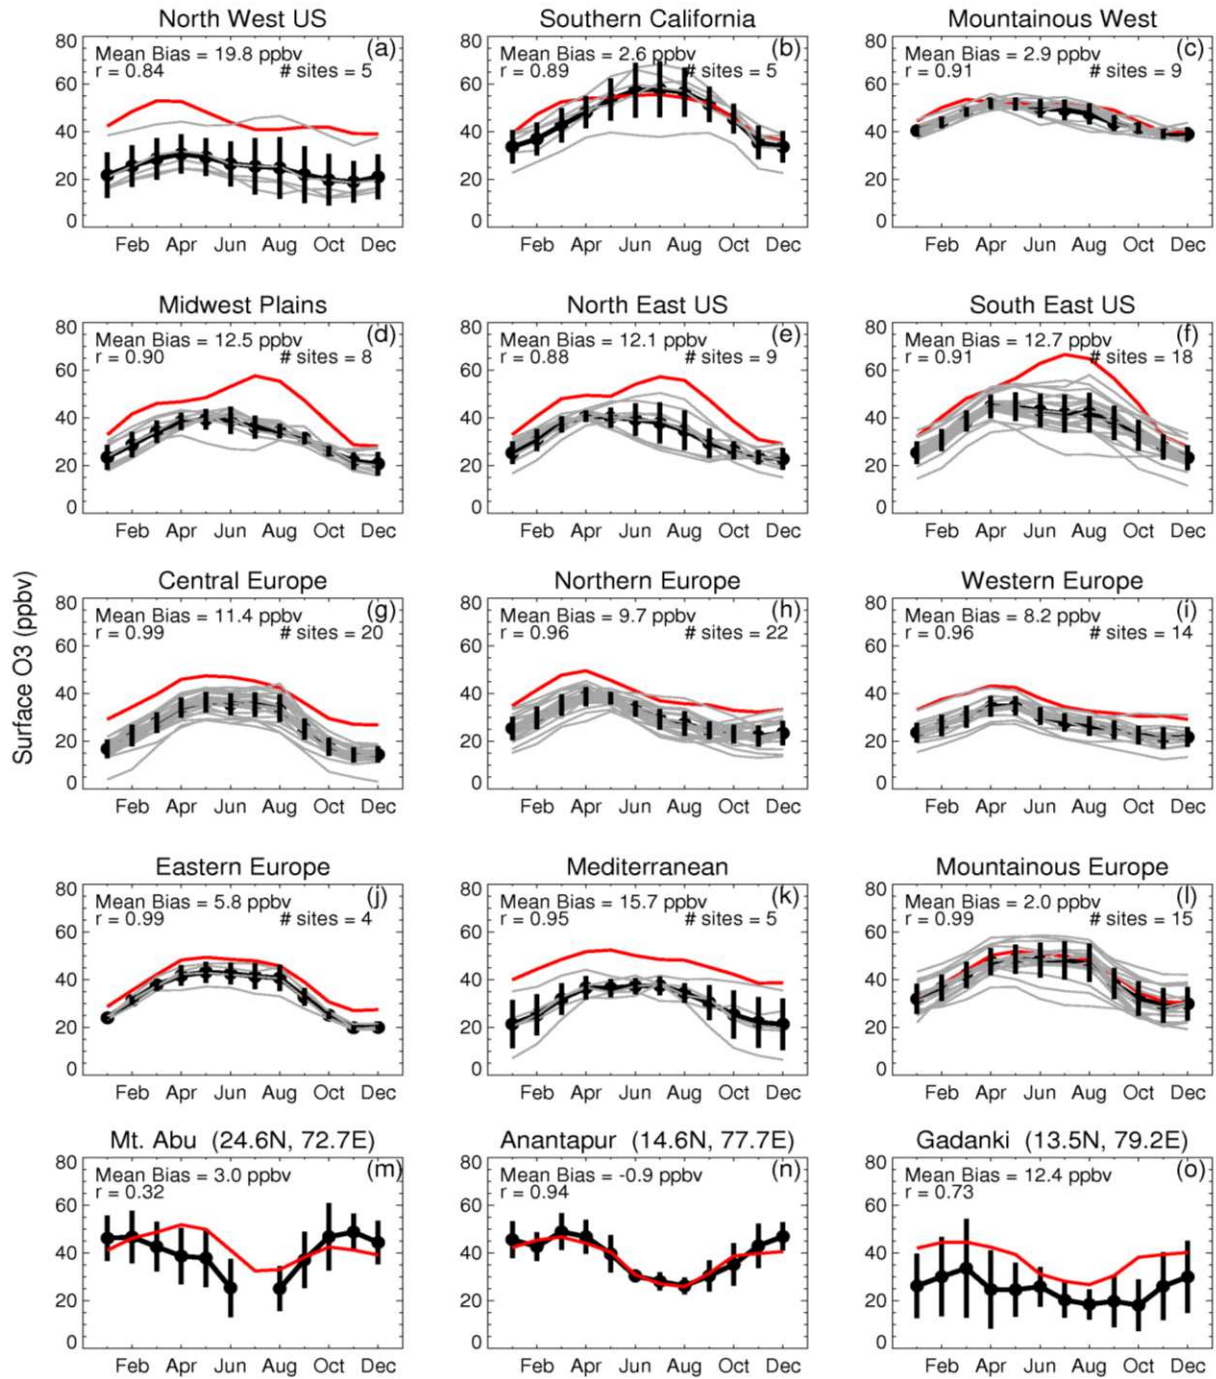 North West US
Mean Bias = 19.8 ppbv
(a)
r = 0.84
# sites = 5
80
60
40
20
0
Feb Apr Jun Aug Oct Dec
Southern California
Mean Bias = 2.6 ppbv
(b)
r = 0.89
# sites = 5
80
60
40
20
0
Feb Apr Jun Aug Oct Dec
Mountainous West
Mean Bias = 2.9 ppbv
(c)
r = 0.91
# sites = 9
80
60
40
20
0
Feb Apr Jun Aug Oct Dec
Midwest Plains
Mean Bias = 12.5 ppbv
(d)
r = 0.90
# sites = 8
80
60
40
20
0
Feb Apr Jun Aug Oct Dec
North East US
Mean Bias = 12.1 ppbv
(e)
r = 0.88
# sites = 9
80
60
40
20
0
Feb Apr Jun Aug Oct Dec
South East US
Mean Bias = 12.7 ppbv
(f)
r = 0.91
# sites = 18
80
60
40
20
0
Feb Apr Jun Aug Oct Dec
Surface O3 (ppbv)
Central Europe
Mean Bias = 11.4 ppbv
(g)
r = 0.99
# sites = 20
80
60
40
20
0
Feb Apr Jun Aug Oct Dec
Northern Europe
Mean Bias = 9.7 ppbv
(h)
r = 0.96
# sites = 22
80
60
40
20
0
Feb Apr Jun Aug Oct Dec
Western Europe
Mean Bias = 8.2 ppbv
(i)
r = 0.96
# sites = 14
80
60
40
20
0
Feb Apr Jun Aug Oct Dec
Eastern Europe
Mean Bias = 5.8 ppbv
(j)
r = 0.99
# sites = 4
80
60
40
20
0
Feb Apr Jun Aug Oct Dec
Mediterranean
Mean Bias = 15.7 ppbv
(k)
r = 0.95
# sites = 5
80
60
40
20
0
Feb Apr Jun Aug Oct Dec
Mountainous Europe
Mean Bias = 2.0 ppbv
(l)
r = 0.99
# sites = 15
80
60
40
20
0
Feb Apr Jun Aug Oct Dec
Mt. Abu (24.6N, 72.7E)
Mean Bias = 3.0 ppbv
(m)
r = 0.32
80
60
40
20
0
Feb Apr Jun Aug Oct Dec
Anantapur (14.6N, 77.7E)
Mean Bias = -0.9 ppbv
(n)
r = 0.94
80
60
40
20
0
Feb Apr Jun Aug Oct Dec
Gadanki (13.5N, 79.2E)
Mean Bias = 12.4 ppbv
(o)
r = 0.73
80
60
40
20
0
Feb Apr Jun Aug Oct Dec